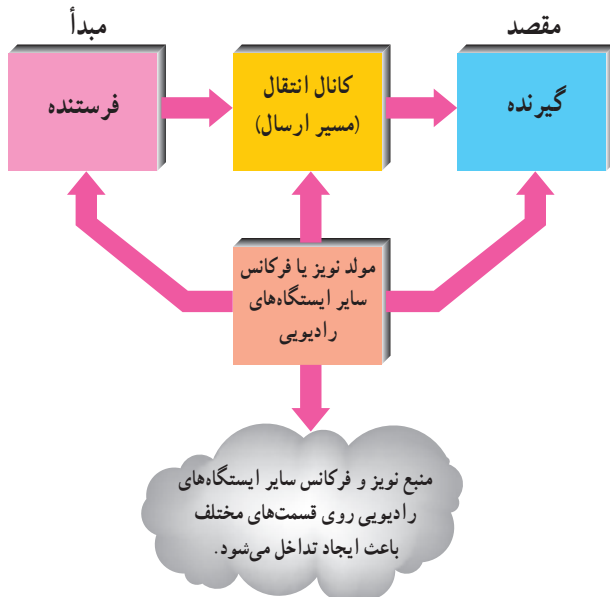 مقصد
مبدأ
گیرنده
کانال انتقال
(مسیر ارسال)
فرستنده
مولد نویز یا فرکانس
سایر ایستگاه‌های
رادیویی
منبع نویز و فرکانس سایر ایستگاه‌های
رادیویی روی قسمت‌های مختلف
باعث ایجاد تداخل می‌شود.